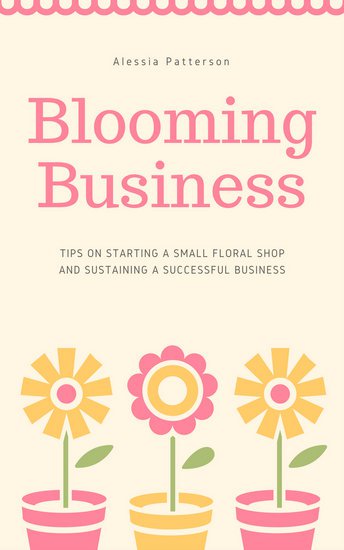 Alessia Patterson
Blooming
Business
TIPS ON STARTING A SMALL FLORAL SHOP
AND SUSTAINING A SUCCESSFUL BUSINESS